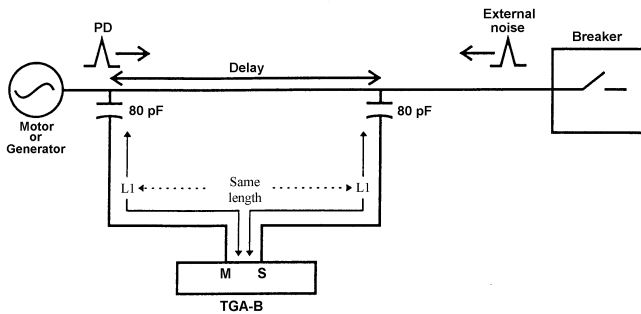 PD
External
noise
Breaker
Delay
80 pF
80 pF
Motor
or
Generator
L1
Same
length
L1
M
S
TGA-B